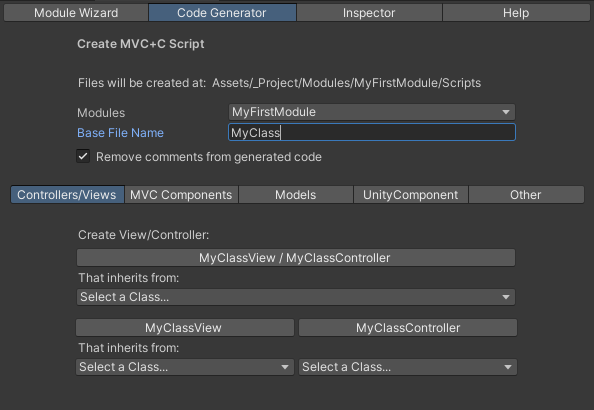 Module Wizard Code Generator Inspector Help
Create MVC+C Script
Files will be created at: Assets/_Project/Modules/MyFirstModule/Scripts
Modules MyFirstModule
Base File Name MyClass
Remove comments from generated code
Controllers/Views MVC Components Models UnityComponent Other
Create View/Controller:
MyClassView / MyClassController
That inherits from:
Select a Class...
MyClassView MyClassController
That inherits from:
Select a Class... Select a Class...